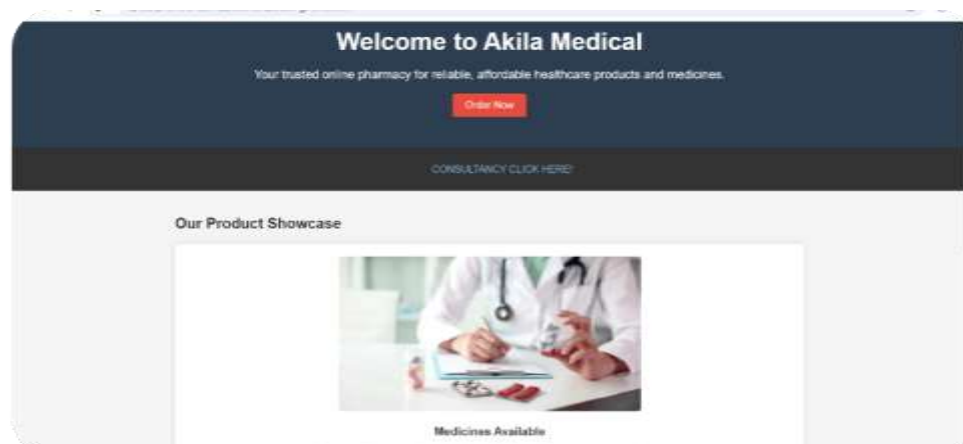 Welcome to Akila Medical
Your trusted online pharmacy for reliable, affordable healthcare products and medicines.
Order Now
CONSULTANCY CLICK HERE!
Our Product Showcase
Medicines Available